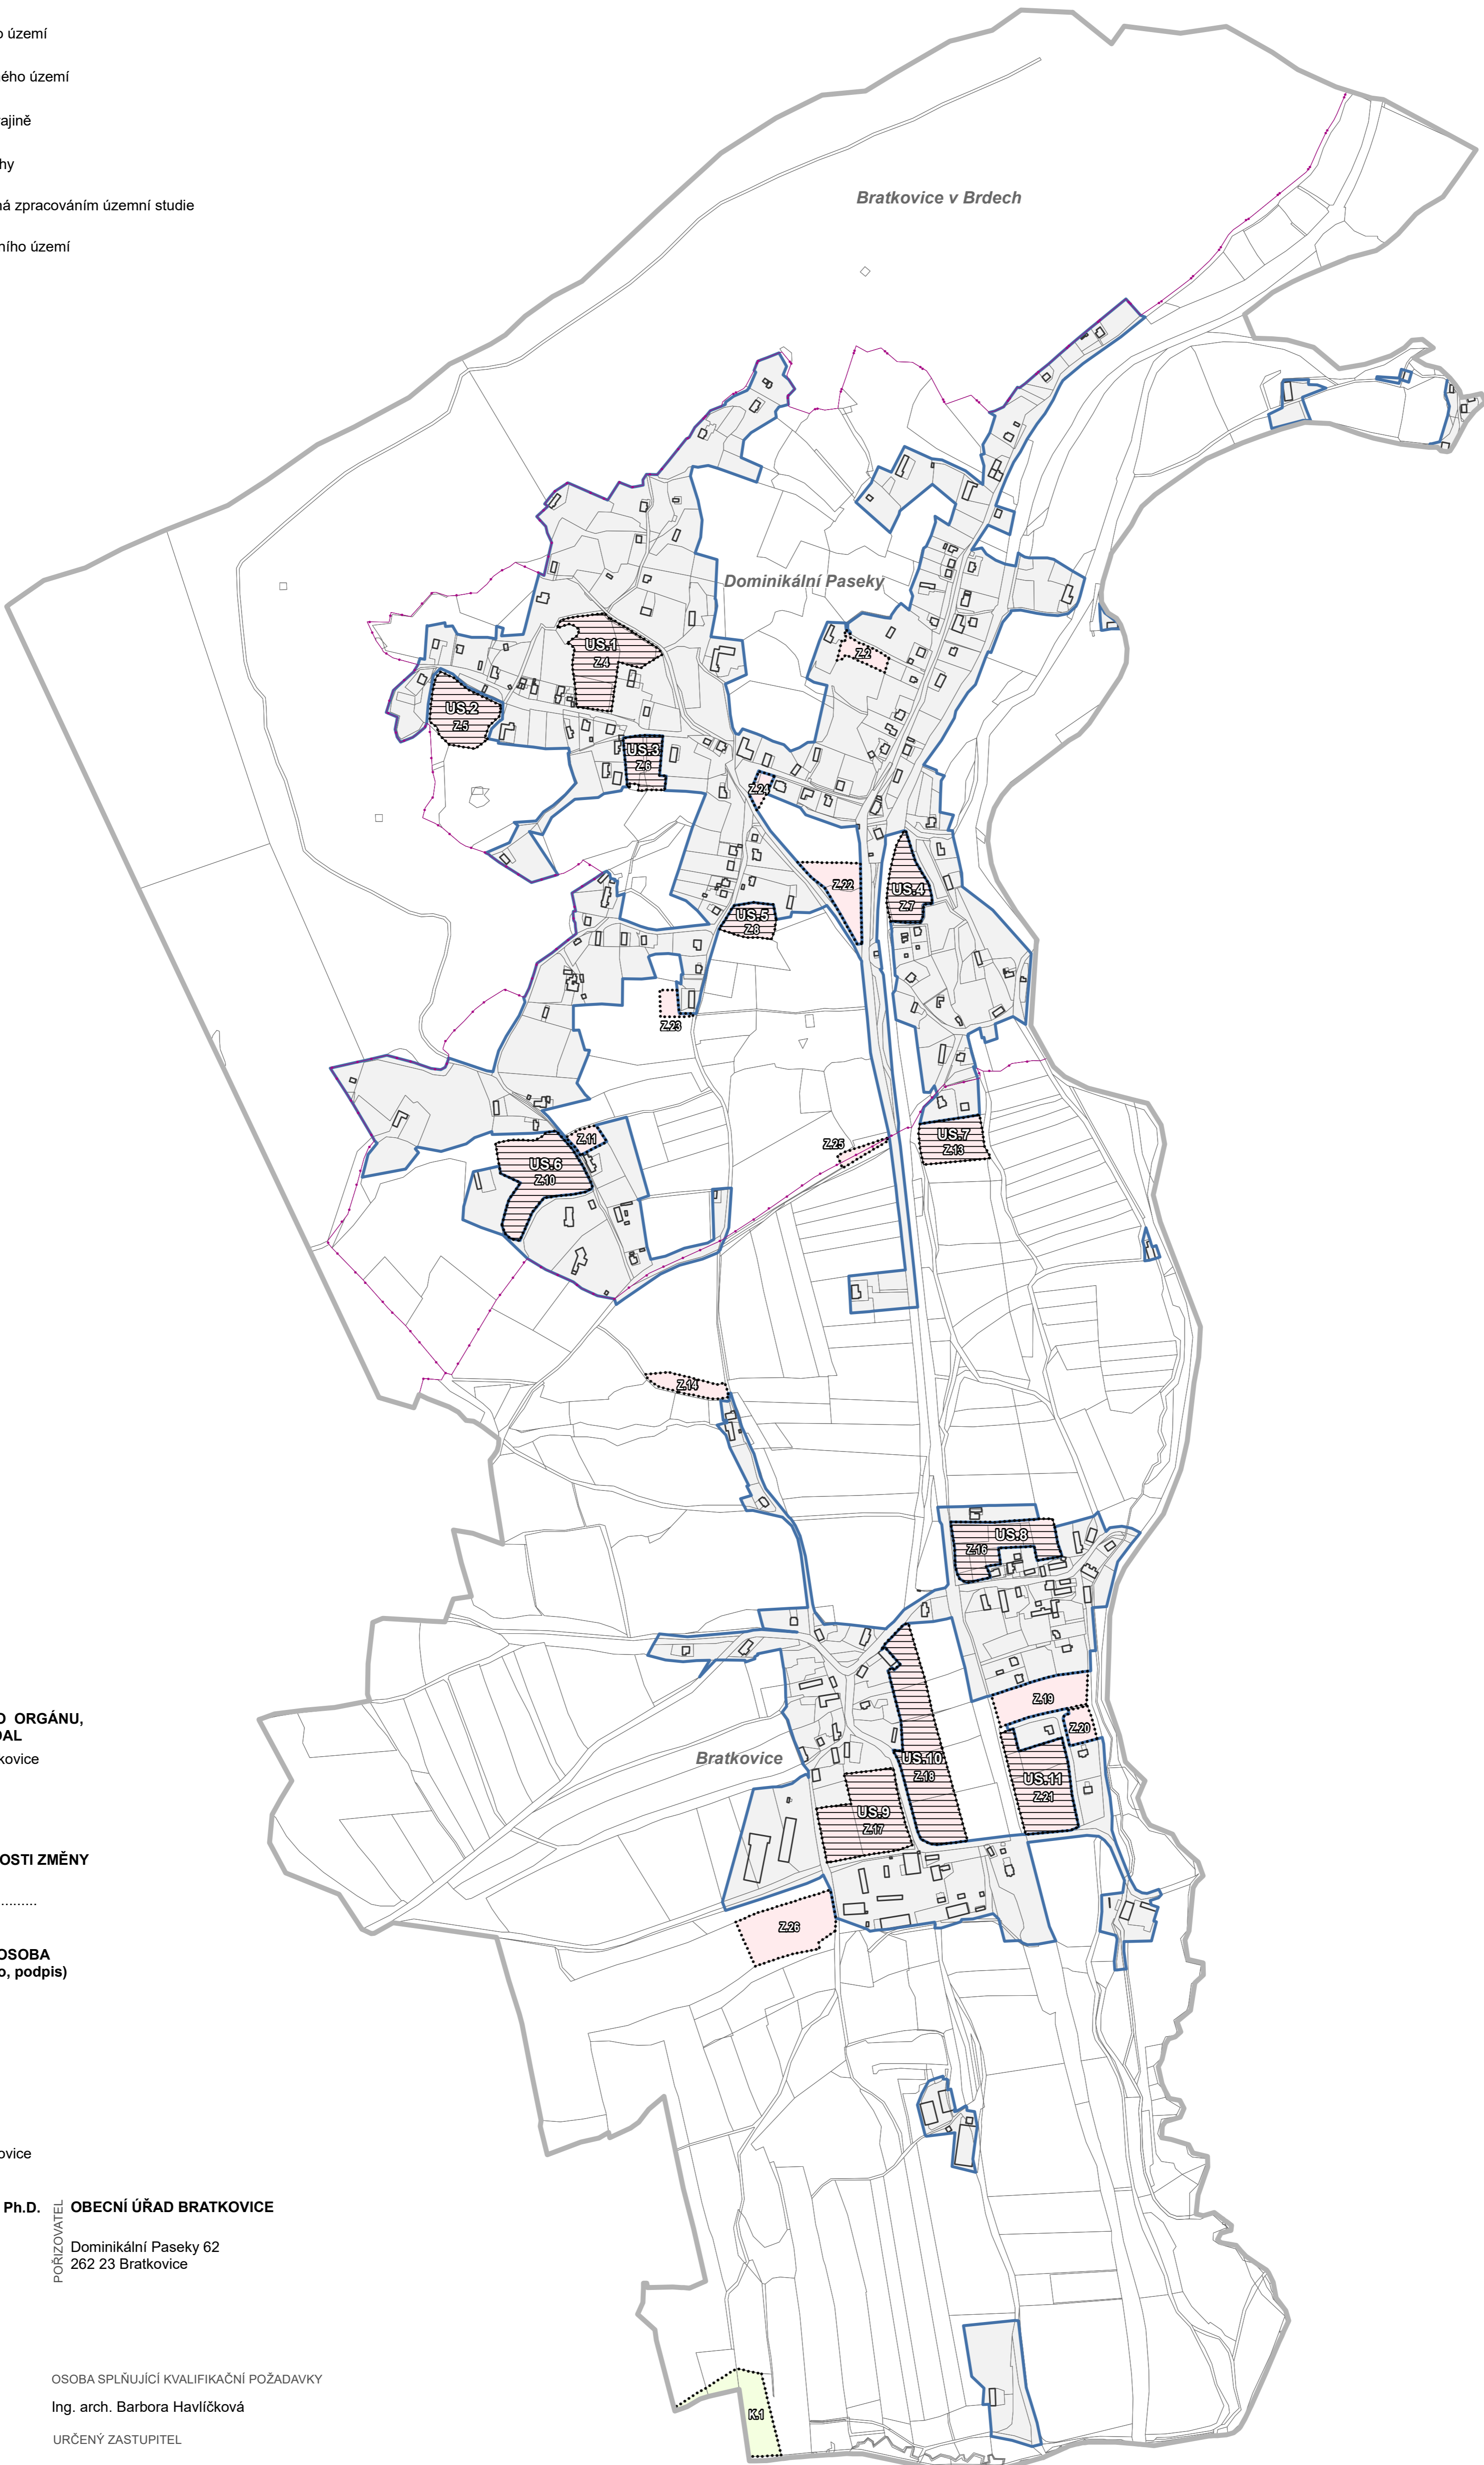 o území
ého území
ajině
hy
ná zpracováním územní studie
ního území
Bratkovice v Brdech
Dominikální Paseky
US.1
Z.4
Z.2
US.2
Z.5
US.3
Z.6
Z.24
Z.22
US.4
Z.7
US.5
Z.8
Z.23
Z.11
Z.25
US.7
Z.13
US.6
Z.10
Z.14
US.8
Z.16
Z.19
Z.20
Bratkovice
US.10
Z.18
US.11
Z.21
US.9
Z.17
Z.26
K.1
O ORGÁNU,
DAL
kovice
OSTI ZMĚNY
..........
OSOBA
o, podpis)
ovice
Ph.D.
POŘIZOVATEL
OBECNÍ ÚŘAD BRATKOVICE
Dominikální Paseky 62
262 23 Bratkovice
OSOBA SPLŇUJÍCÍ KVALIFIKAČNÍ POŽADAVKY
Ing. arch. Barbora Havlíčková
URČENÝ ZASTUPITEL